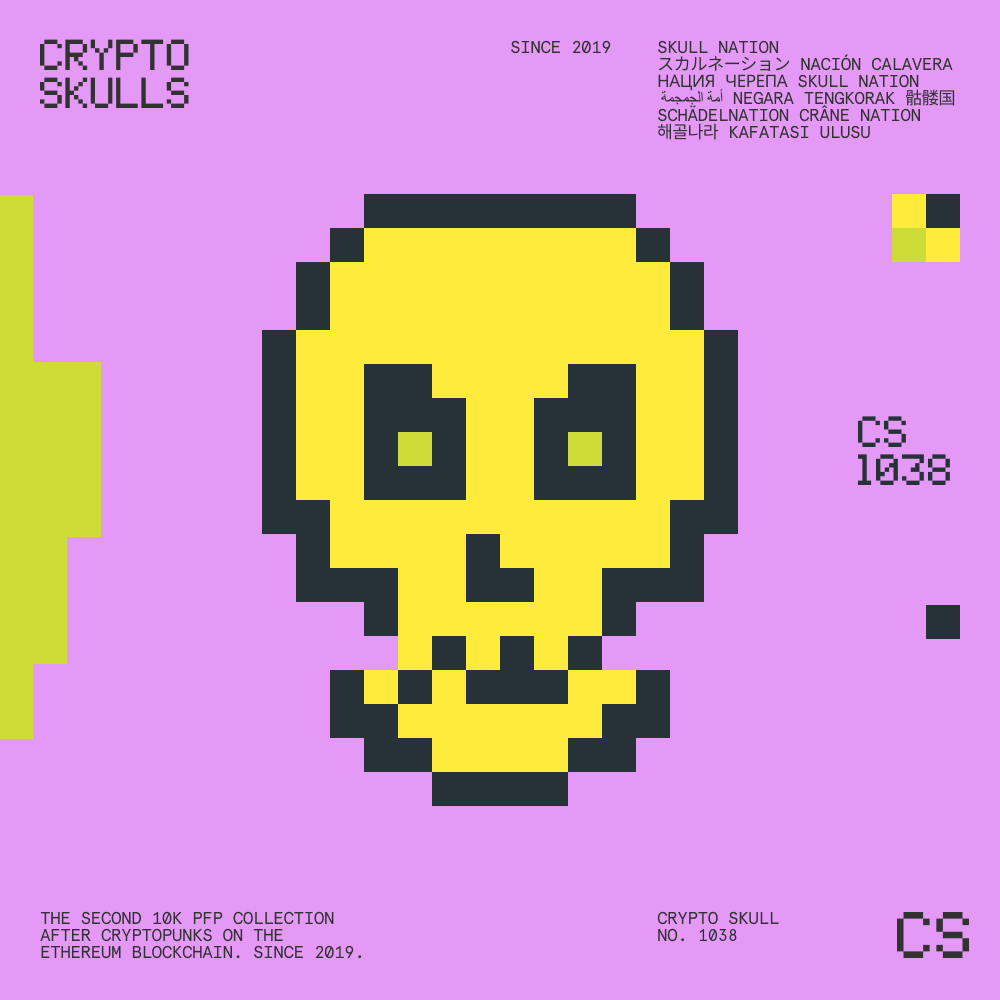 CRYPTO
SKULLS
SINCE 2019
SKULL NATION
スカルネーション NACIÓN CALAVERA
НАЦИЯ ЧЕРЕПА SKULL NATION
أمة الجمجمة NEGARA TENGKORAK 骷髅国
SCHÄDELNATION CRÂNE NATION
해골나라 KAFATASI ULUSU
CS
1038
THE SECOND 10K PFP COLLECTION
AFTER CRYPTOPUNKS ON THE
ETHEREUM BLOCKCHAIN. SINCE 2019.
CRYPTO SKULL
NO. 1038
CS